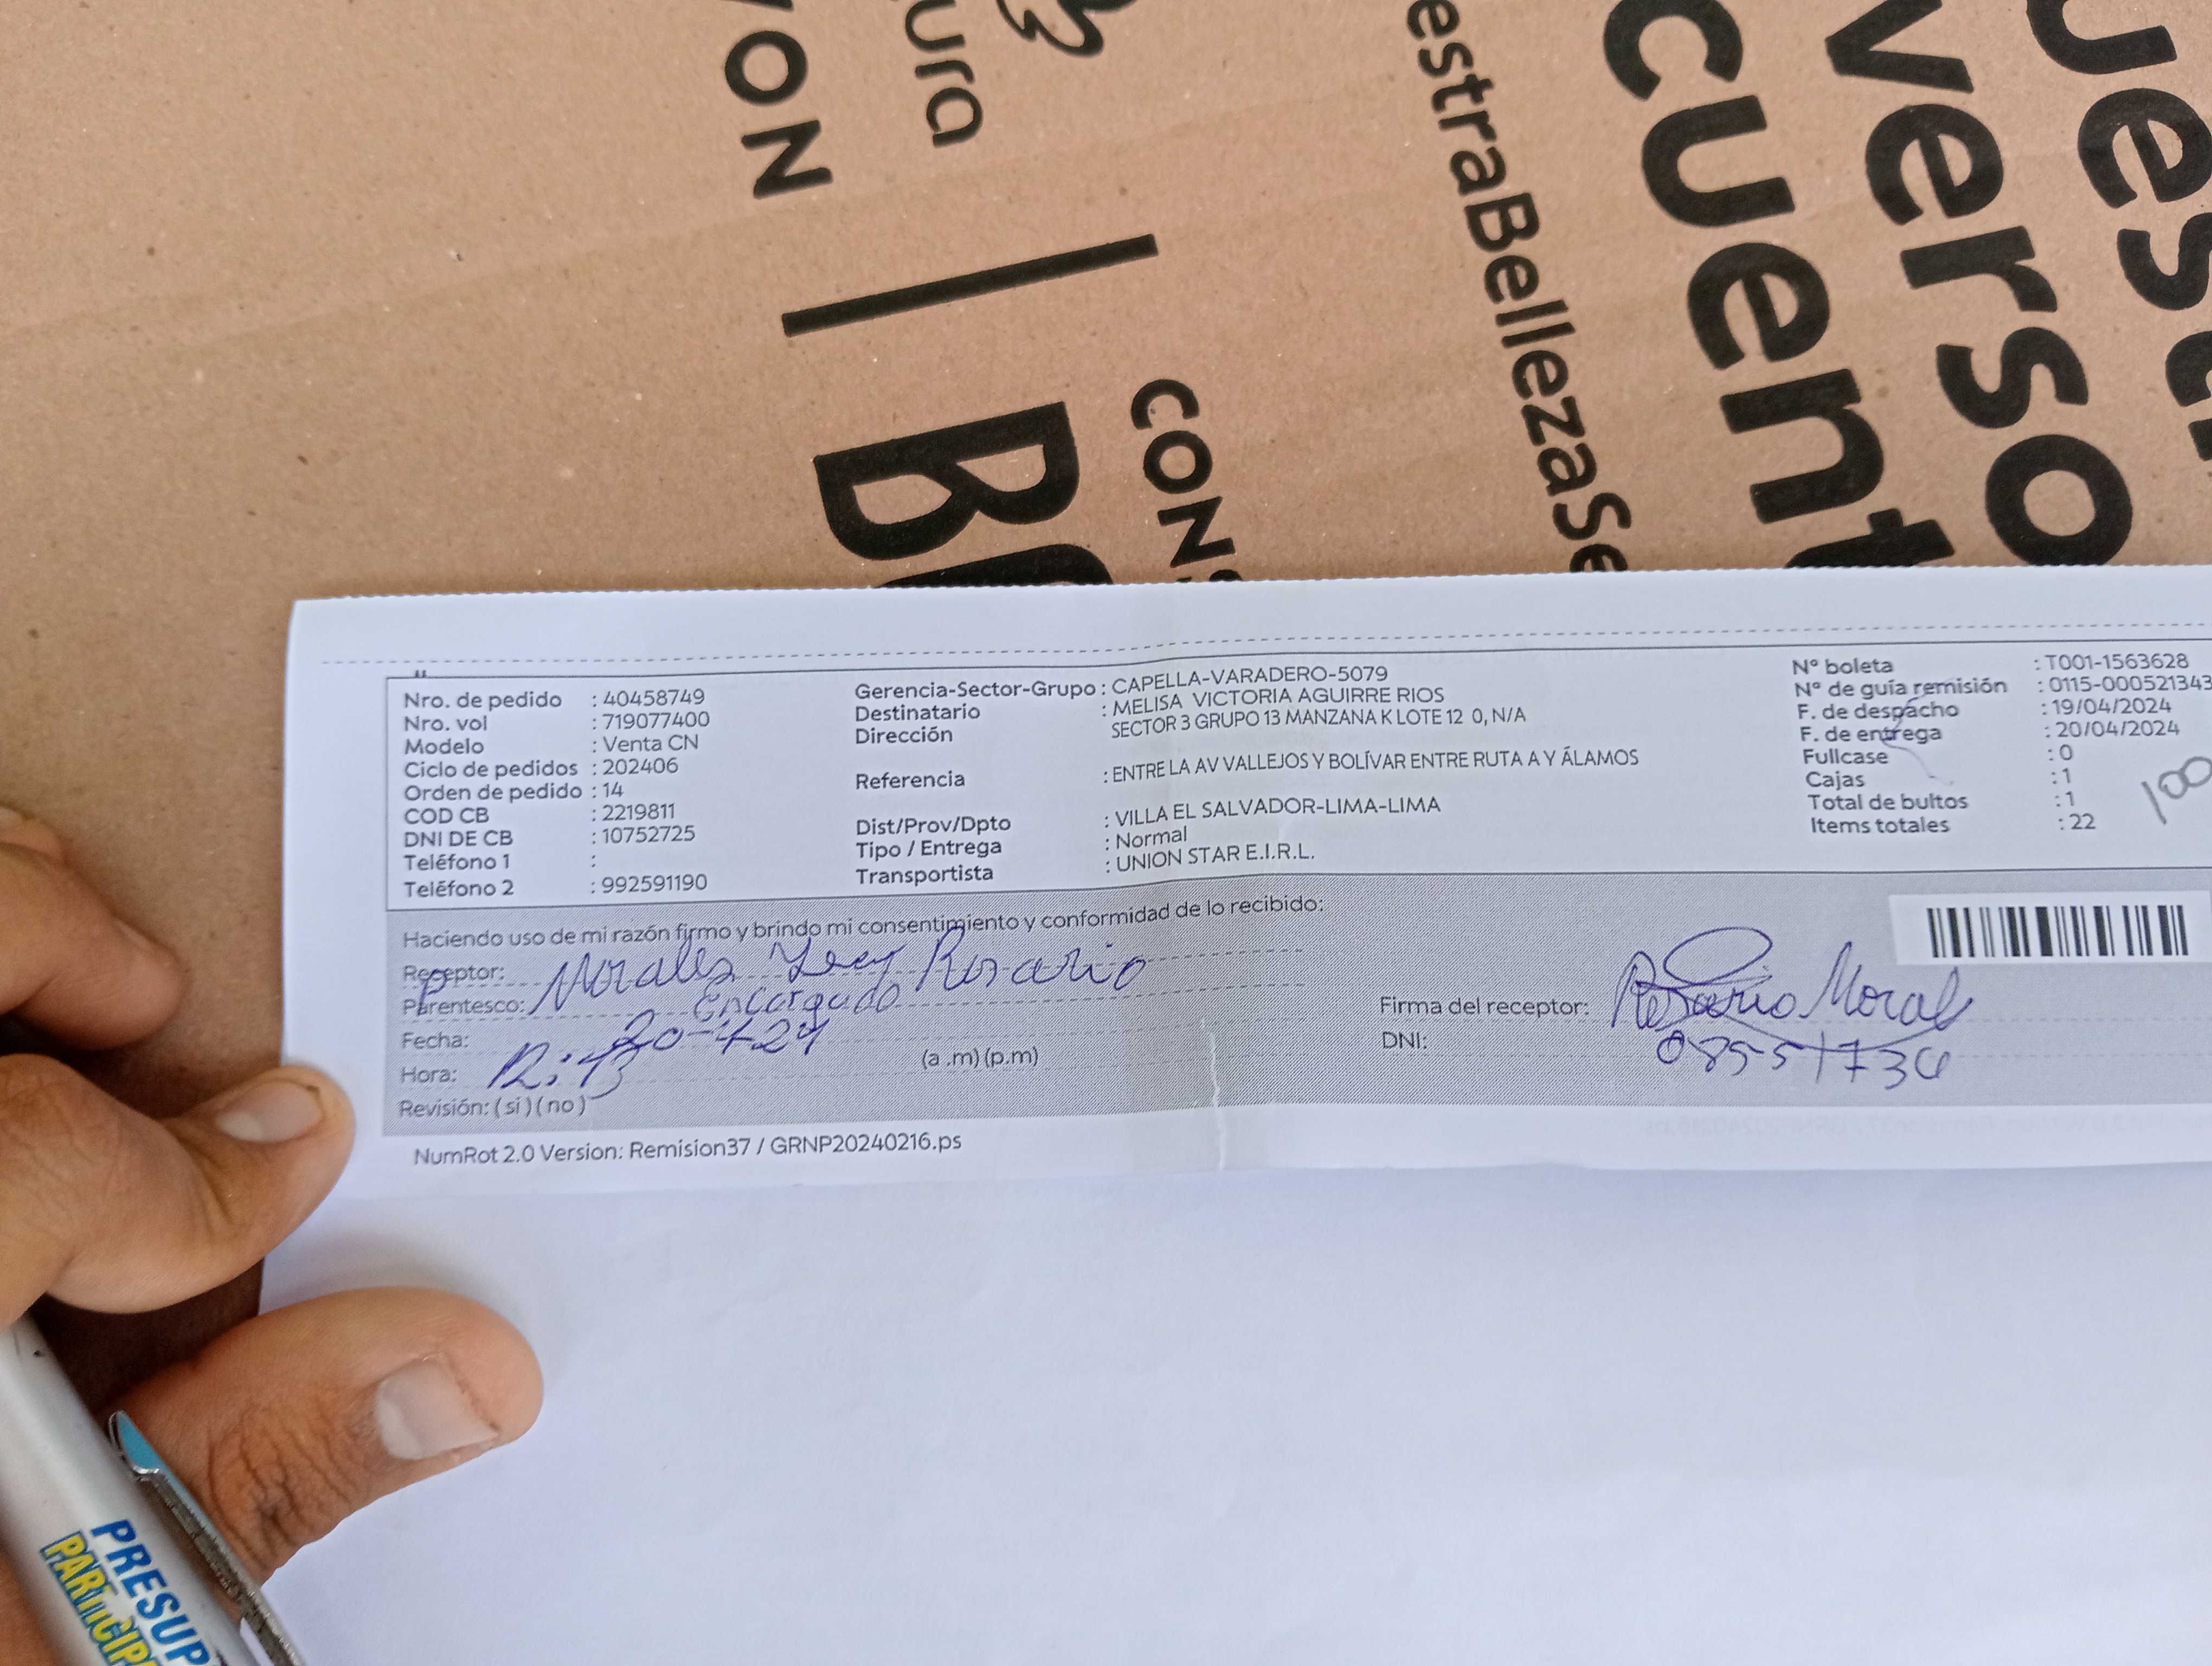 VON
ura
BO
CONS
estraBellezaSe
cuent
verso
uest
Nro. de pedido : 40458749
Nro. vol : 719077400
Modelo : Venta CN
Ciclo de pedidos : 202406
Orden de pedido : 14
COD CB : 2219811
DNI DE CB : 10752725
Teléfono 1 :
Teléfono 2 : 992591190
Gerencia-Sector-Grupo : CAPELLA-VARADERO-5079
Destinatario : MELISA VICTORIA AGUIRRE RIOS
Dirección SECTOR 3 GRUPO 13 MANZANA K LOTE 12 0, N/A
Referencia : ENTRE LA AV VALLEJOS Y BOLÍVAR ENTRE RUTA A Y ÁLAMOS
Dist/Prov/Dpto : VILLA EL SALVADOR-LIMA-LIMA
Tipo / Entrega : Normal
Transportista : UNION STAR E.I.R.L.
N° boleta : T001-1563628
N° de guía remisión : 0115-000521343
F. de despacho : 19/04/2024
F. de entrega : 20/04/2024
Fullcase : 0
Cajas : 1
Total de bultos : 1
Items totales : 22
100
Haciendo uso de mi razón firmo y brindo mi consentimiento y conformidad de lo recibido:
Receptor: Morales Rosario
Parentesco: Encargado
Fecha: 20-4-24
Hora: 12:13 (a .m) (p.m)
Revisión: ( si ) ( no )
Firma del receptor: Rosario Moral
DNI: 08551736
NumRot 2.0 Version: Remision37 / GRNP20240216.ps
PRESUP
PARTICIP